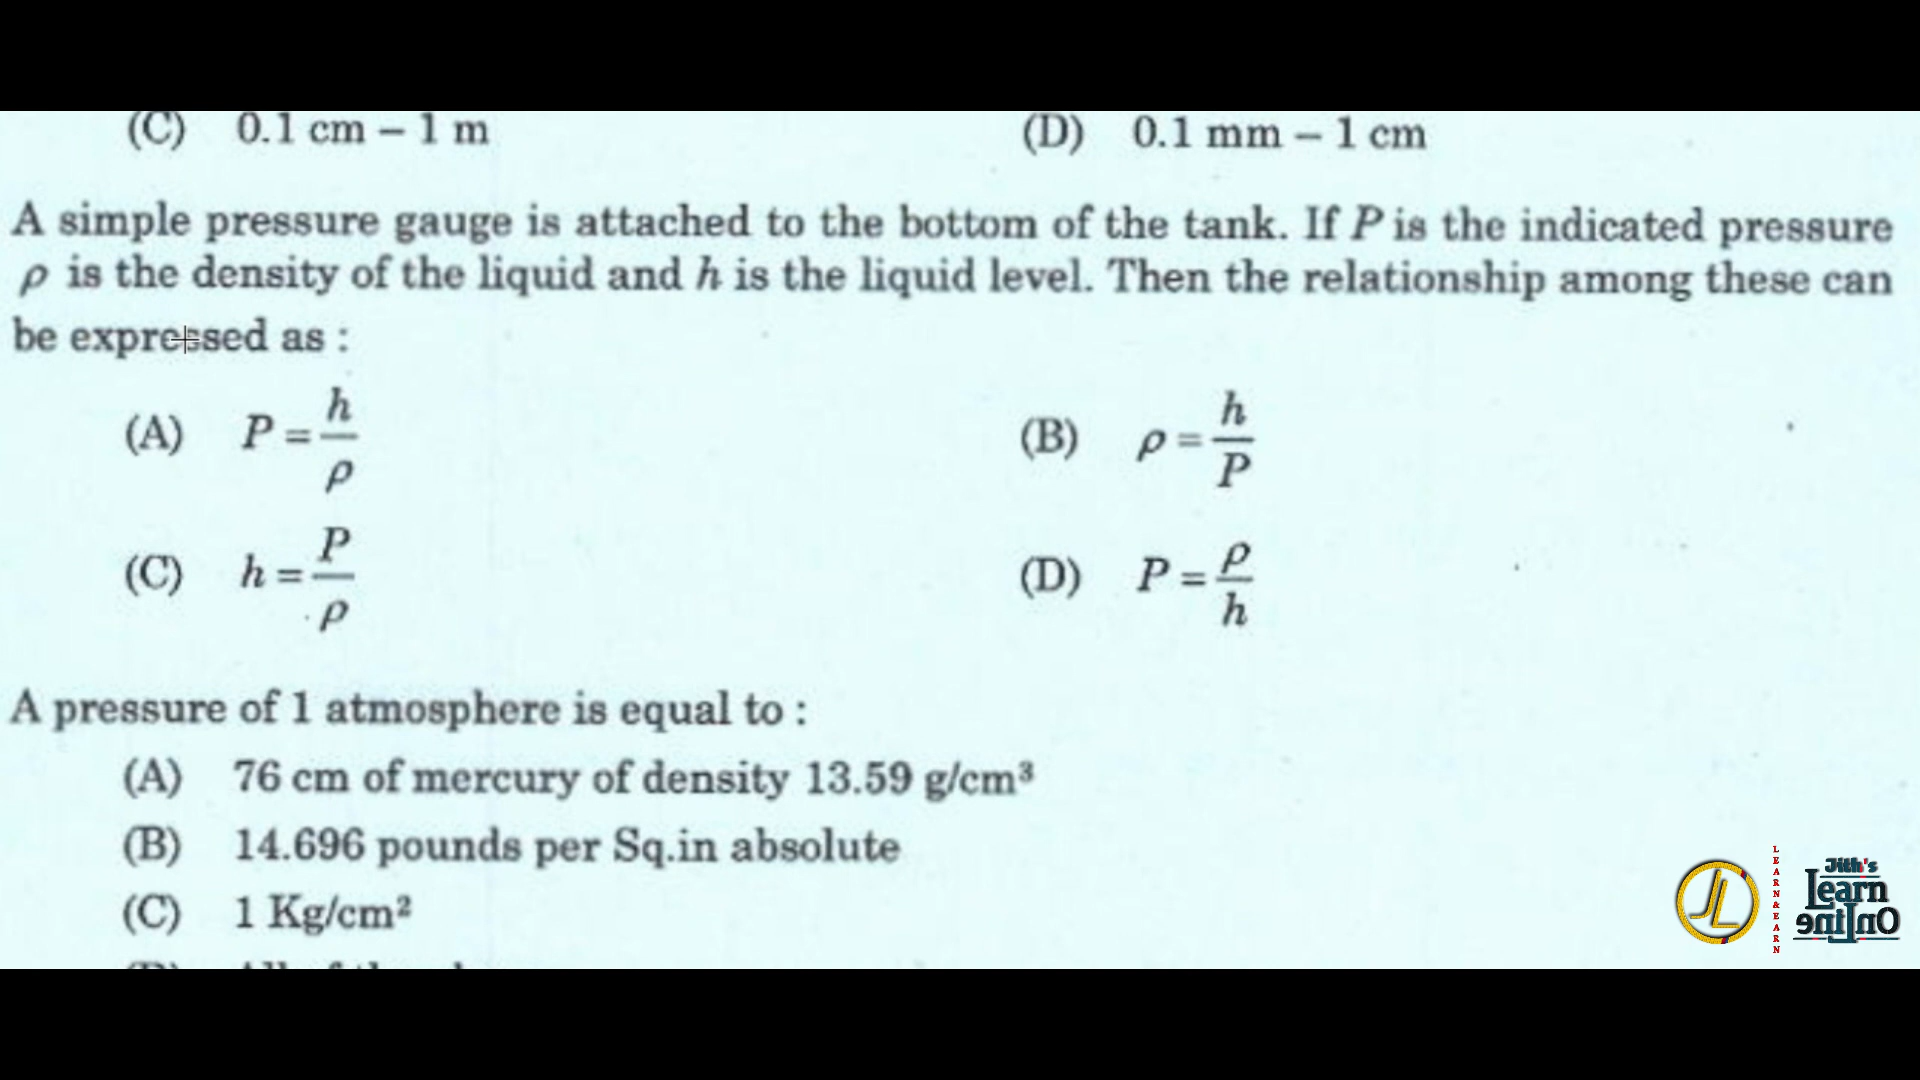 (C) 0.1 cm – 1 m (D) 0.1 mm – 1 cm
A simple pressure gauge is attached to the bottom of the tank. If P is the indicated pressure
ρ is the density of the liquid and h is the liquid level. Then the relationship among these can
be expressed as :
(A) P = h/ρ (B) ρ = h/P
(C) h = P/ρ (D) P = ρ/h
A pressure of 1 atmosphere is equal to :
(A) 76 cm of mercury of density 13.59 g/cm³
(B) 14.696 pounds per Sq.in absolute
(C) 1 Kg/cm²
JL
LEARN&EARN
Jith's
Learn
OnLine